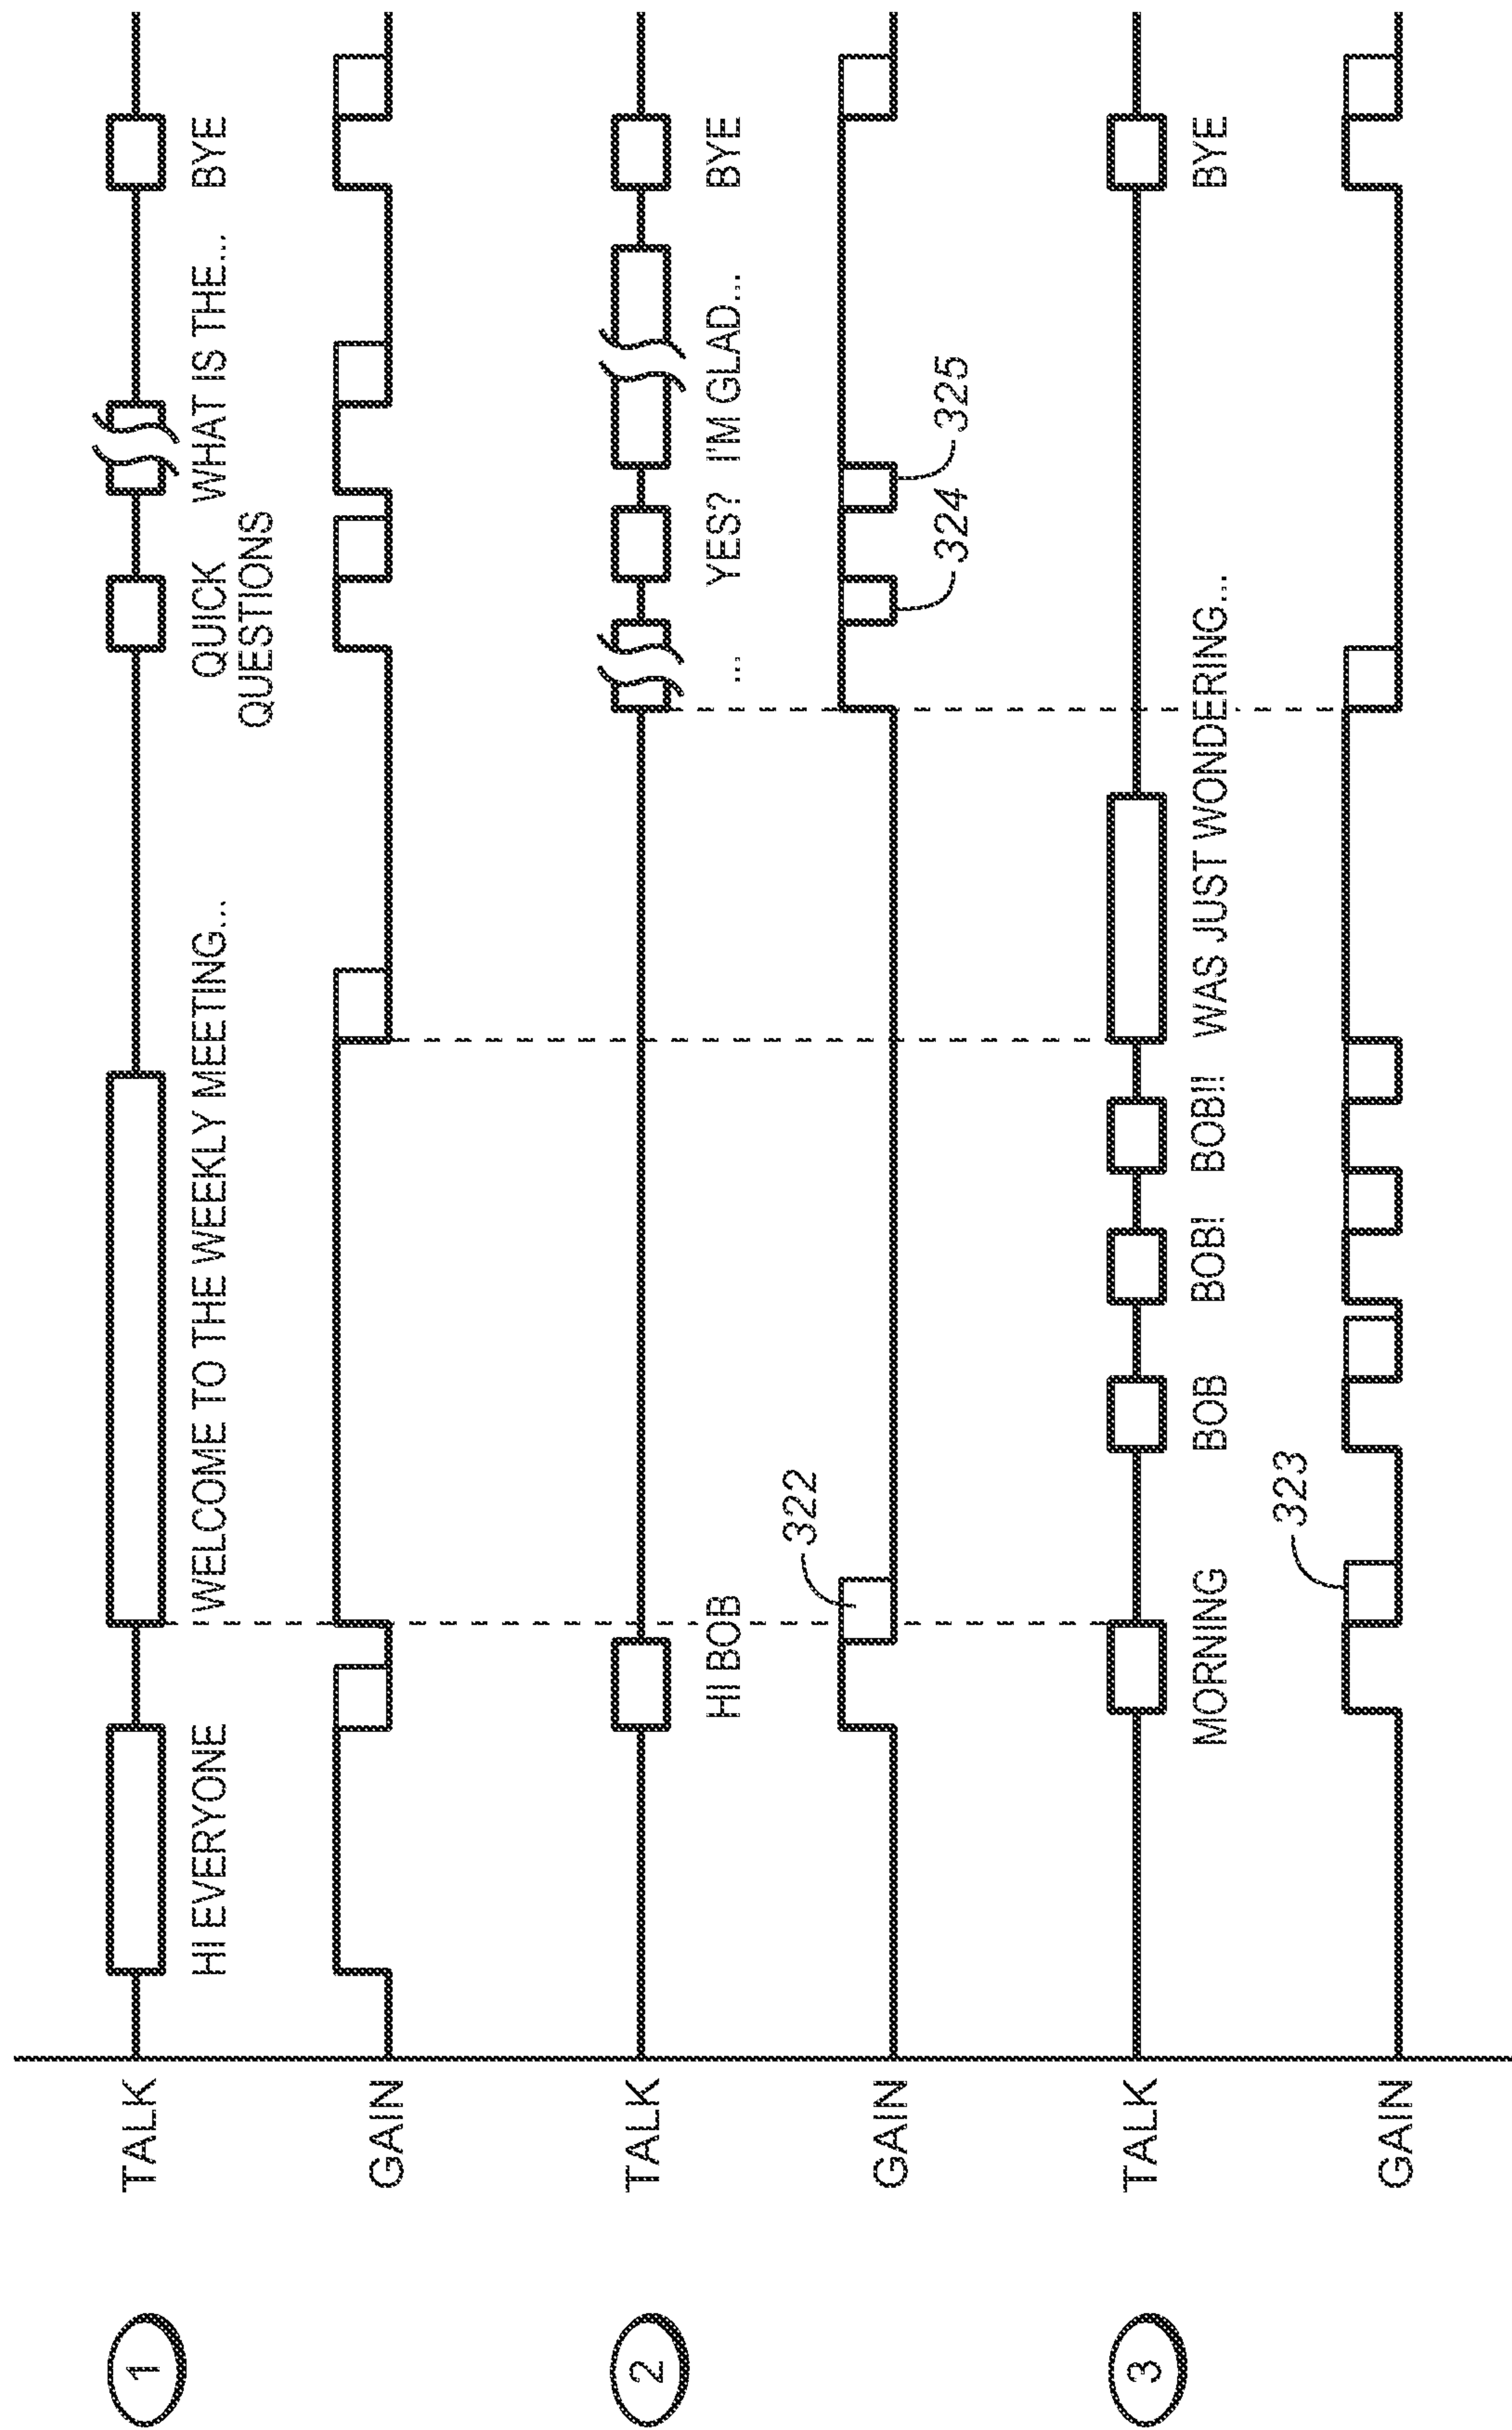 1
TALK
HI EVERYONE
WELCOME TO THE WEEKLY MEETING...
QUICK
QUESTIONS
WHAT IS THE...
BYE
GAIN
2
TALK
HI BOB
...
YES?
I'M GLAD...
BYE
GAIN
322
324
325
3
TALK
MORNING
BOB
BOB!
BOB!!
WAS JUST WONDERING...
BYE
GAIN
323